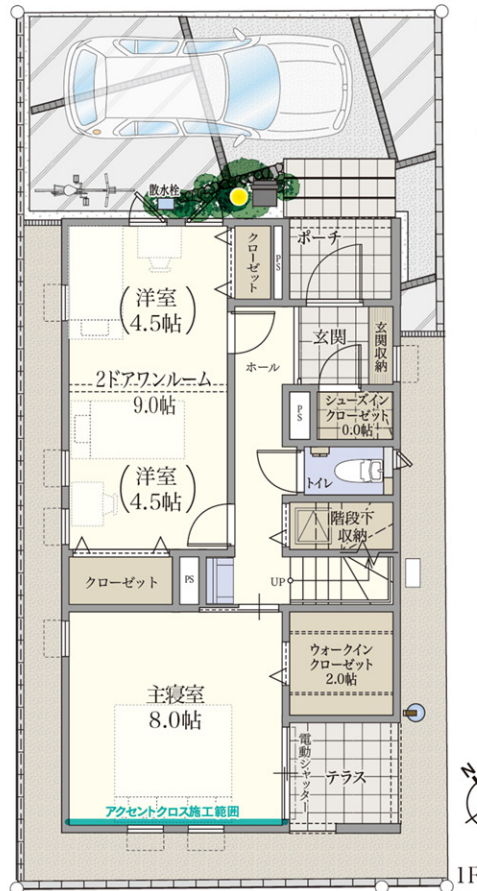 散水栓
ポーチ
クローゼット
PS
(洋室
4.5帖)
ホール
玄関
玄関収納
2ドアワンルーム
9.0帖
PS
シューズイン
クローゼット
0.0帖
(洋室
4.5帖)
トイレ
階段下
収納
クローゼット
PS
UP
ウォークイン
クローゼット
2.0帖
主寝室
8.0帖
電動シャッター
テラス
アクセントクロス施工範囲
N